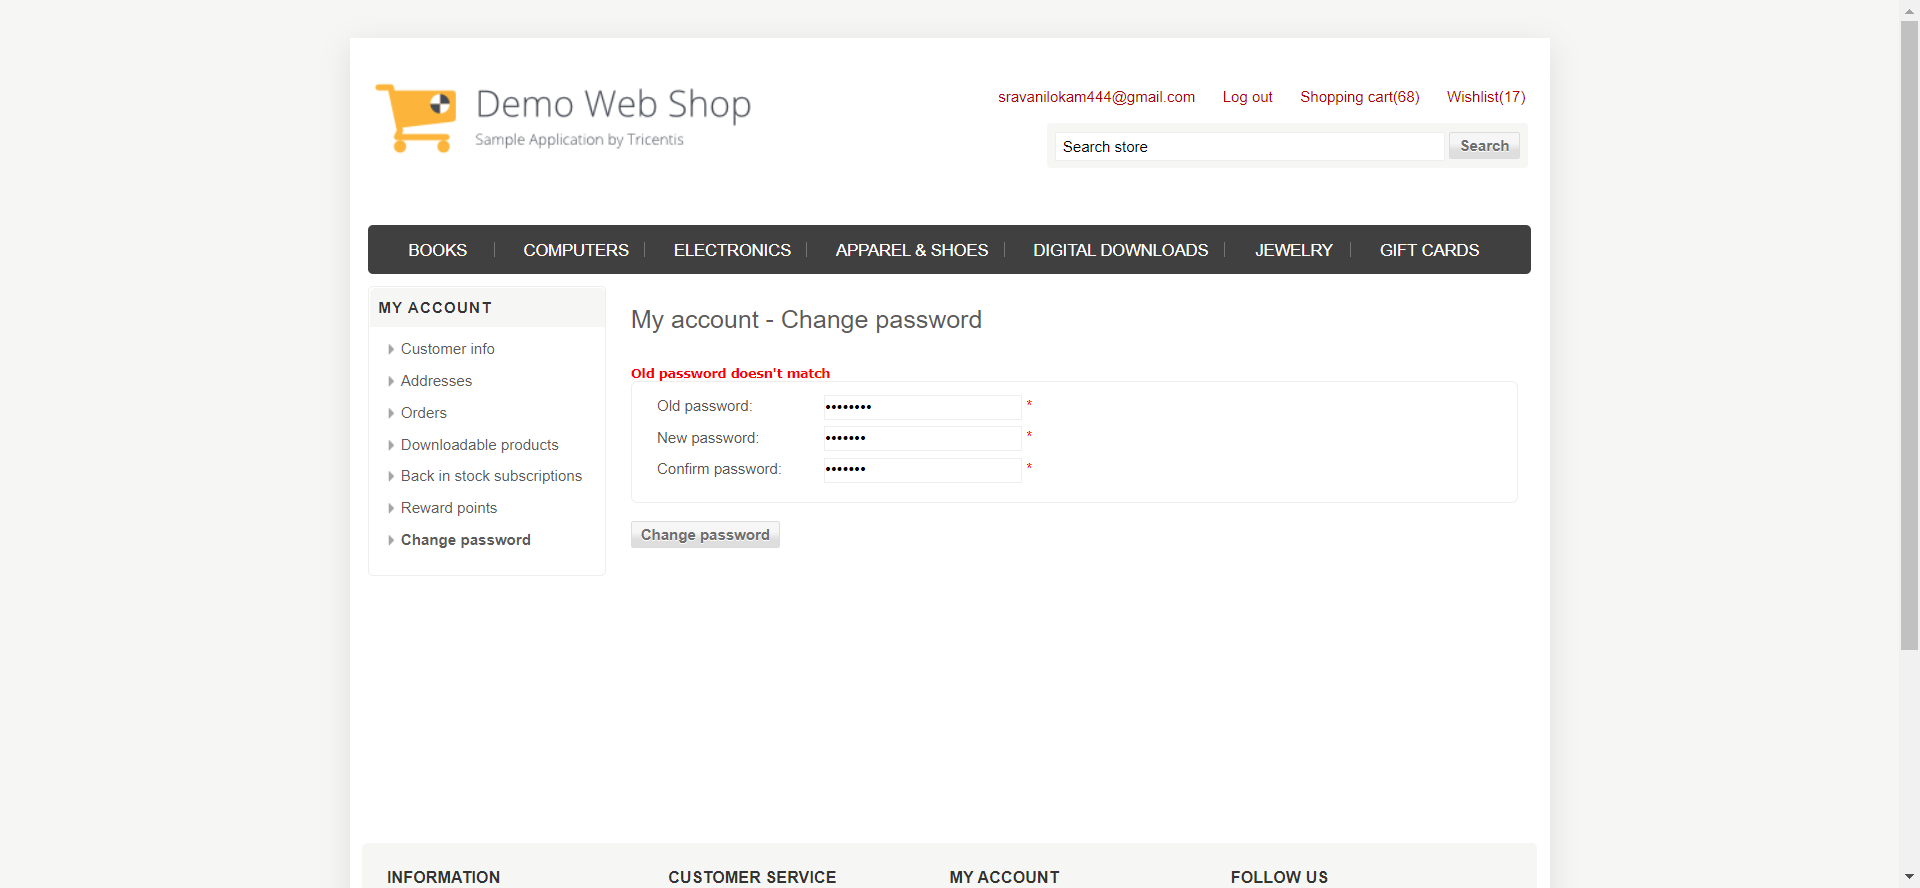 Demo Web Shop
Sample Application by Tricentis
sravanilokam444@gmail.com Log out Shopping cart(68) Wishlist(17)
Search store Search
BOOKS COMPUTERS ELECTRONICS APPAREL & SHOES DIGITAL DOWNLOADS JEWELRY GIFT CARDS
MY ACCOUNT
Customer info
Addresses
Orders
Downloadable products
Back in stock subscriptions
Reward points
Change password
My account - Change password
Old password doesn't match
Old password: •••••••• *
New password: ••••••• *
Confirm password: ••••••• *
Change password
INFORMATION CUSTOMER SERVICE MY ACCOUNT FOLLOW US